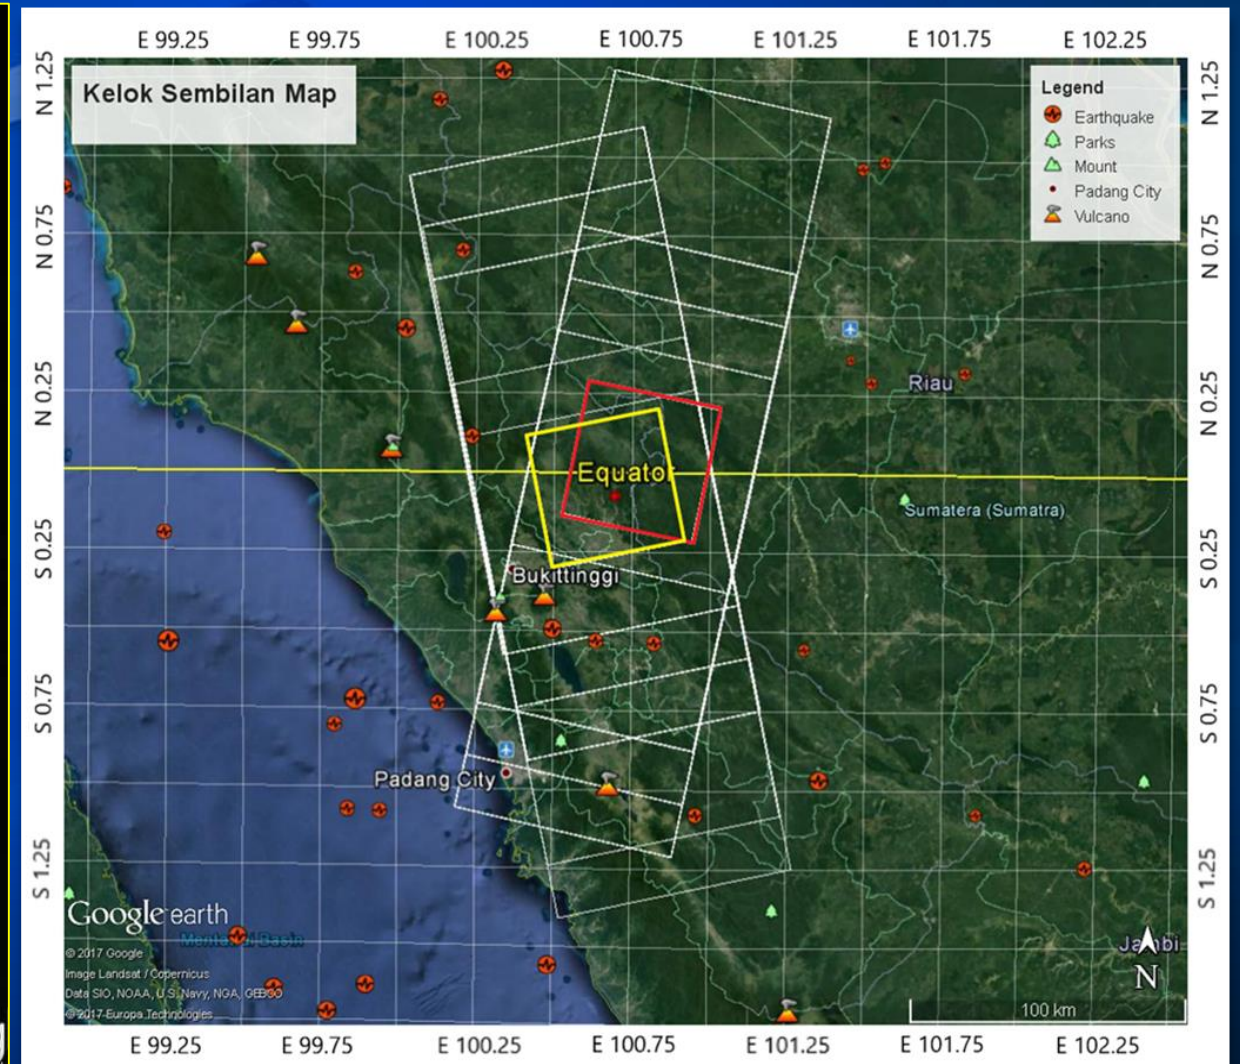 E 99.25 E 99.75 E 100.25 E 100.75 E 101.25 E 101.75 E 102.25
N 1.25
N 0.75
N 0.25
S 0.25
S 0.75
S 1.25
Kelok Sembilan Map
Legend
Earthquake
Parks
Mount
Padang City
Vulcano
N 1.25
N 0.75
N 0.25
S 0.25
S 0.75
S 1.25
Riau
Equator
Sumatera (Sumatra)
Bukittinggi
Padang City
Google earth
Mentawai Basin
© 2017 Google
Image Landsat / Copernicus
Data SIO, NOAA, U.S. Navy, NGA, GEBCO
© 2017 Europa Technologies
Jambi
N
100 km
E 99.25 E 99.75 E 100.25 E 100.75 E 101.25 E 101.75 E 102.25